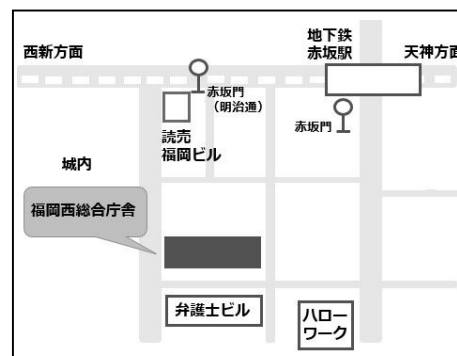 西新方面
地下鉄
赤坂駅
天神方面
赤坂門
（明治通）
赤坂門
読売
福岡ビル
城内
福岡西総合庁舎
弁護士ビル
ハロー
ワーク